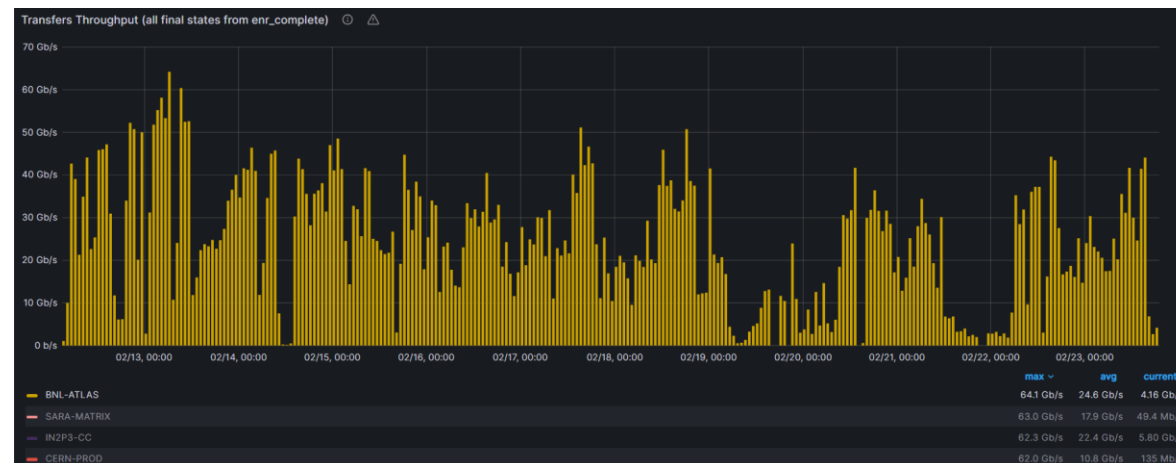 Transfers Throughput (all final states from enr_complete)
70 Gb/s
60 Gb/s
50 Gb/s
40 Gb/s
30 Gb/s
20 Gb/s
10 Gb/s
0 b/s
02/13, 00:00 02/14, 00:00 02/15, 00:00 02/16, 00:00 02/17, 00:00 02/18, 00:00 02/19, 00:00 02/20, 00:00 02/21, 00:00 02/22, 00:00 02/23, 00:00
max avg current
BNL-ATLAS 64.1 Gb/s 24.6 Gb/s 4.16 Gb/
SARA-MATRIX 63.0 Gb/s 17.9 Gb/s 49.4 Mb/
IN2P3-CC 62.3 Gb/s 22.4 Gb/s 5.80 Gb/
CERN-PROD 62.0 Gb/s 10.8 Gb/s 135 Mb/